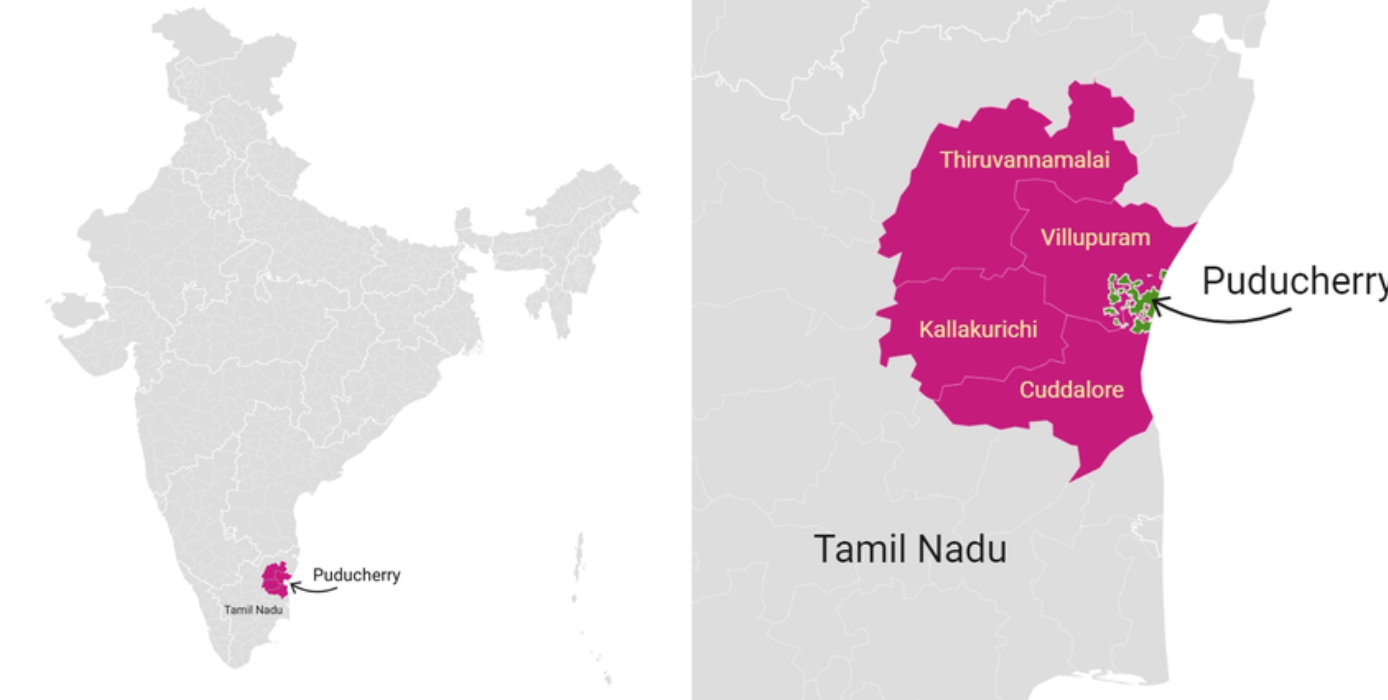 Puducherry
Tamil Nadu
Thiruvannamalai
Villupuram
Puducherry
Kallakurichi
Cuddalore
Tamil Nadu